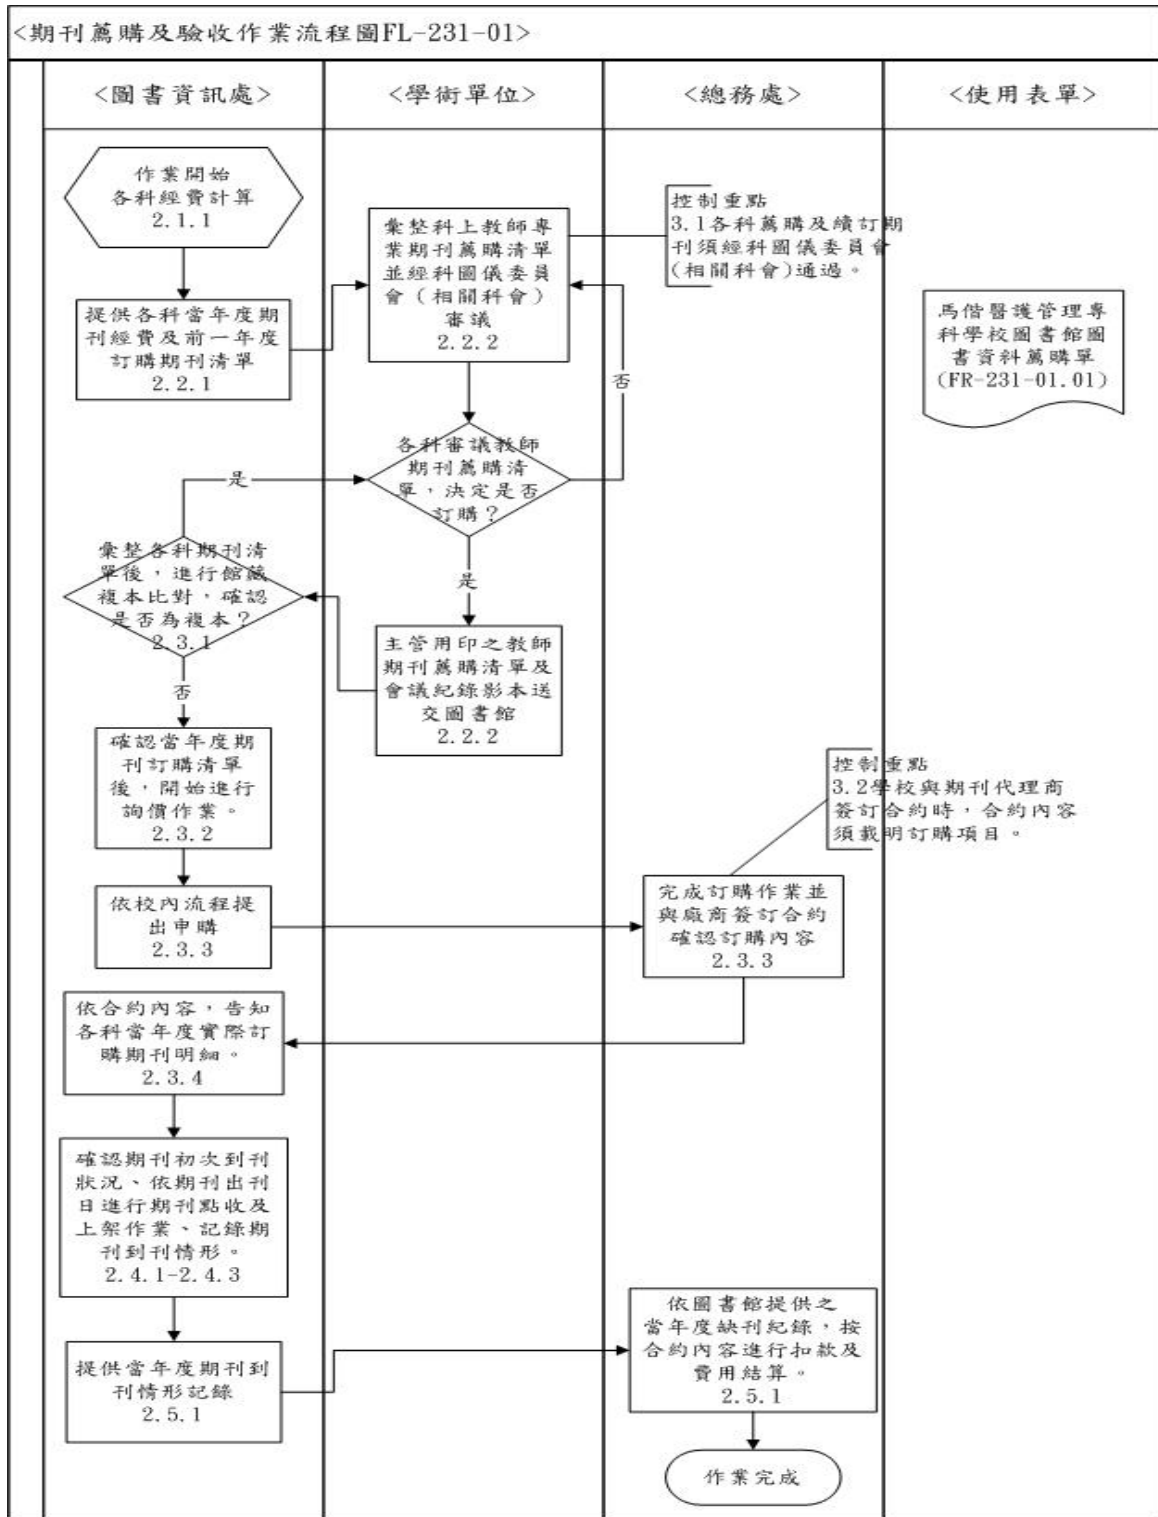 <期刊薦購及驗收作業流程圖FL-231-01>
<圖書資訊處>
<學術單位>
<總務處>
<使用表單>
作業開始
各科經費計算
2.1.1
提供各科當年度期
刊經費及前一年度
訂購期刊清單
2.2.1
彙整科上教師專
業期刊薦購清單
並經科圖儀委員
會（相關科會）
審議
2.2.2
控制重點
3.1各科薦購及續訂期
刊須經科圖儀委員會
(相關科會)通過。
馬偕醫護管理專
科學校圖書館圖
書資料薦購單
(FR-231-01.01)
否
各科審議教師
期刊薦購清
單，決定是否
訂購？
是
是
彙整各科期刊清
單後，進行館藏
複本比對，確認
是否為複本？
2.3.1
主管用印之教師
期刊薦購清單及
會議紀錄影本送
交圖書館
2.2.2
否
確認當年度期
刊訂購清單
後，開始進行
詢價作業。
2.3.2
控制重點
3.2學校與期刊代理商
簽訂合約時，合約內容
須載明訂購項目。
依校內流程提
出申購
2.3.3
完成訂購作業並
與廠商簽訂合約
確認訂購內容
2.3.3
依合約內容，告知
各科當年度實際訂
購期刊明細。
2.3.4
確認期刊初次到刊
狀況、依期刊出刊
日進行期刊點收及
上架作業、記錄期
刊到刊情形。
2.4.1-2.4.3
提供當年度期刊到
刊情形記錄
2.5.1
依圖書館提供之
當年度缺刊紀錄，按
合約內容進行扣款及
費用結算。
2.5.1
作業完成